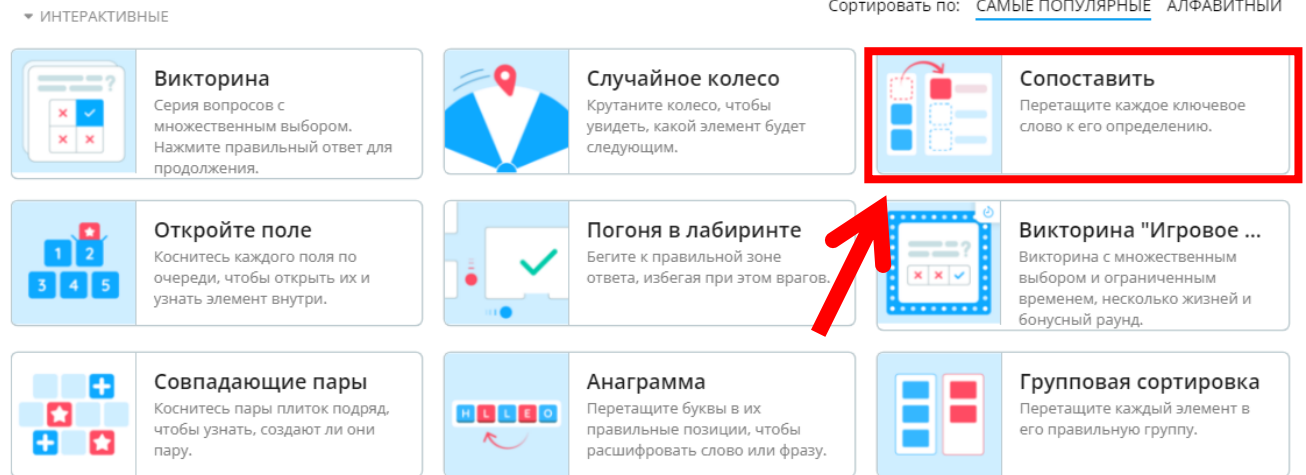 Сортировать по: САМЫЕ ПОПУЛЯРНЫЕ АЛФАВИТНЫЙ
ИНТЕРАКТИВНЫЕ
Викторина
Серия вопросов с
множественным выбором.
Нажмите правильный ответ для
продолжения.
Случайное колесо
Крутаните колесо, чтобы
увидеть, какой элемент будет
следующим.
Сопоставить
Перетащите каждое ключевое
слово к его определению.
1 2
3 4 5
Откройте поле
Коснитесь каждого поля по
очереди, чтобы открыть их и
узнать элемент внутри.
Погоня в лабиринте
Бегите к правильной зоне
ответа, избегая при этом врагов.
Викторина "Игровое ...
Викторина с множественным
выбором и ограниченным
временем, несколько жизней и
бонусный раунд.
Совпадающие пары
Коснитесь пары плиток подряд,
чтобы узнать, создают ли они
пару.
H L L E O
Анаграмма
Перетащите буквы в их
правильные позиции, чтобы
расшифровать слово или фразу.
Групповая сортировка
Перетащите каждый элемент в
его правильную группу.